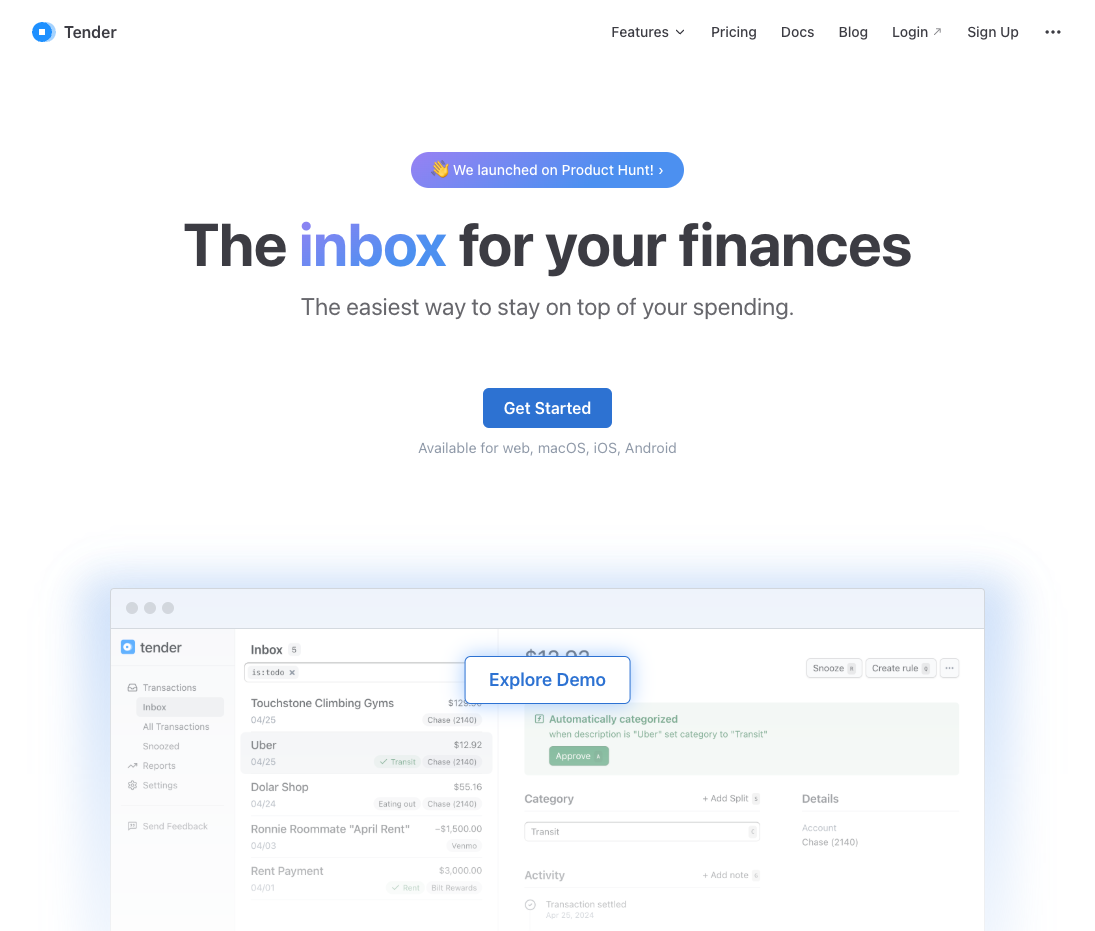 Tender
Features Pricing Docs Blog Login ↗ Sign Up •••
👋 We launched on Product Hunt! ›
The inbox for your finances
The easiest way to stay on top of your spending.
Get Started
Available for web, macOS, iOS, Android
tender
Transactions
Inbox
All Transactions
Snoozed
Reports
Settings
Send Feedback
Inbox 5
is:todo ×
Touchstone Climbing Gyms
04/25 Chase (2140)
Uber $12.92
04/25 ✓ Transit Chase (2140)
Dolar Shop $55.16
04/24 Eating out Chase (2140)
Ronnie Roommate "April Rent" −$1,500.00
04/03 Venmo
Rent Payment $3,000.00
04/01 ✓ Rent Bilt Rewards
$12.92
Explore Demo
Snooze Create rule •••
Automatically categorized
when description is "Uber" set category to "Transit"
Approve
Category + Add Split S
Transit C
Activity + Add note
Transaction settled
Apr 25, 2024
Details
Account
Chase (2140)